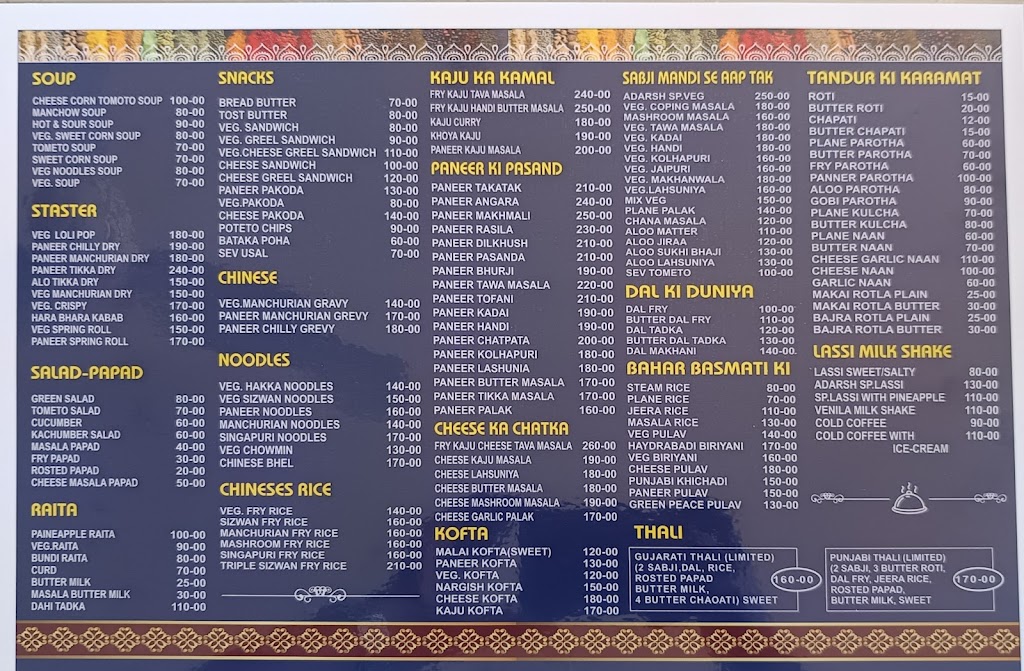 SOUP
CHEESE CORN TOMOTO SOUP 100-00
MANCHOW SOUP 80-00
HOT & SOUR SOUP 90-00
VEG. SWEET CORN SOUP 80-00
TOMETO SOUP 70-00
SWEET CORN SOUP 70-00
VEG NOODLES SOUP 80-00
VEG. SOUP 70-00
STASTER
VEG LOLI POP 180-00
PANEER CHILLY DRY 190-00
PANEER MANCHURIAN DRY 180-00
PANEER TIKKA DRY 240-00
ALO TIKKA DRY 150-00
VEG MANCHURIAN DRY 150-00
VEG. CRISPY 170-00
HARA BHARA KABAB 160-00
VEG SPRING ROLL 150-00
PANEER SPRING ROLL 170-00
SALAD-PAPAD
GREEN SALAD 80-00
TOMETO SALAD 70-00
CUCUMBER 60-00
KACHUMBER SALAD 60-00
MASALA PAPAD 40-00
FRY PAPAD 30-00
ROSTED PAPAD 20-00
CHEESE MASALA PAPAD 50-00
RAITA
PAINEAPPLE RAITA 100-00
VEG.RAITA 90-00
BUNDI RAITA 80-00
CURD 70-00
BUTTER MILK 25-00
MASALA BUTTER MILK 30-00
DAHI TADKA 110-00
SNACKS
BREAD BUTTER 70-00
TOST BUTTER 80-00
VEG. SANDWICH 80-00
VEG. GREEL SANDWICH 90-00
VEG.CHEESE GREEL SANDWICH 110-00
CHEESE SANDWICH 100-00
CHEESE GREEL SANDWICH 120-00
PANEER PAKODA 130-00
VEG.PAKODA 80-00
CHEESE PAKODA 140-00
POTETO CHIPS 90-00
BATAKA POHA 60-00
SEV USAL 70-00
CHINESE
VEG.MANCHURIAN GRAVY 140-00
PANEER MANCHURIAN GREVY 170-00
PANEER CHILLY GREVY 180-00
NOODLES
VEG. HAKKA NOODLES 140-00
VEG SIZWAN NOODLES 150-00
PANEER NOODLES 160-00
MANCHURIAN NOODLES 140-00
SINGAPURI NOODLES 170-00
VEG CHOWMIN 130-00
CHINESE BHEL 170-00
CHINESES RICE
VEG. FRY RICE 140-00
SIZWAN FRY RICE 160-00
MANCHURIAN FRY RICE 160-00
MASHROOM FRY RICE 160-00
SINGAPURI FRY RICE 160-00
TRIPLE SIZWAN FRY RICE 210-00
KAJU KA KAMAL
FRY KAJU TAVA MASALA 240-00
FRY KAJU HANDI BUTTER MASALA 250-00
KAJU CURRY 180-00
KHOYA KAJU 190-00
PANEER KAJU MASALA 200-00
PANEER KI PASAND
PANEER TAKATAK 210-00
PANEER ANGARA 240-00
PANEER MAKHMALI 250-00
PANEER RASILA 230-00
PANEER DILKHUSH 210-00
PANEER PASANDA 210-00
PANEER BHURJI 190-00
PANEER TAWA MASALA 220-00
PANEER TOFANI 210-00
PANEER KADAI 190-00
PANEER HANDI 190-00
PANEER CHATPATA 200-00
PANEER KOLHAPURI 180-00
PANEER LASHUNIA 180-00
PANEER BUTTER MASALA 170-00
PANEER TIKKA MASALA 170-00
PANEER PALAK 160-00
CHEESE KA CHATKA
FRY KAJU CHEESE TAVA MASALA 260-00
CHEESE KAJU MASALA 190-00
CHEESE LAHSUNIYA 180-00
CHEESE BUTTER MASALA 180-00
CHEESE MASHROOM MASALA 190-00
CHEESE GARLIC PALAK 170-00
KOFTA
MALAI KOFTA(SWEET) 120-00
PANEER KOFTA 130-00
VEG. KOFTA 120-00
NARGISH KOFTA 150-00
CHEESE KOFTA 180-00
KAJU KOFTA 170-00
SABJI MANDI SE AAP TAK
ADARSH SP.VEG 250-00
VEG. COPING MASALA 180-00
MASHROOM MASALA 160-00
VEG. TAWA MASALA 180-00
VEG. KADAI 180-00
VEG. HANDI 180-00
VEG. KOLHAPURI 160-00
VEG. JAIPURI 160-00
VEG. MAKHANWALA 180-00
VEG.LAHSUNIYA 160-00
MIX VEG 150-00
PLANE PALAK 140-00
CHANA MASALA 120-00
ALOO MATTER 110-00
ALOO JIRAA 120-00
ALOO SUKHI BHAJI 130-00
ALOO LAHSUNIYA 130-00
SEV TOMETO 100-00
DAL KI DUNIYA
DAL FRY 100-00
BUTTER DAL FRY 110-00
DAL TADKA 120-00
BUTTER DAL TADKA 130-00
DAL MAKHANI 140-00
BAHAR BASMATI KI
STEAM RICE 80-00
PLANE RICE 70-00
JEERA RICE 110-00
MASALA RICE 130-00
VEG PULAV 140-00
HAYDRABADI BIRIYANI 170-00
VEG BIRIYANI 160-00
CHEESE PULAV 180-00
PUNJABI KHICHADI 150-00
PANEER PULAV 150-00
GREEN PEACE PULAV 130-00
TANDUR KI KARAMAT
ROTI 15-00
BUTTER ROTI 20-00
CHAPATI 12-00
BUTTER CHAPATI 15-00
PLANE PAROTHA 60-00
BUTTER PAROTHA 70-00
FRY PAROTHA 60-00
PANNER PAROTHA 100-00
ALOO PAROTHA 80-00
GOBI PAROTHA 90-00
PLANE KULCHA 70-00
BUTTER KULCHA 80-00
PLANE NAAN 60-00
BUTTER NAAN 70-00
CHEESE GARLIC NAAN 110-00
CHEESE NAAN 100-00
GARLIC NAAN 60-00
MAKAI ROTLA PLAIN 25-00
MAKAI ROTLA BUTTER 30-00
BAJRA ROTLA PLAIN 25-00
BAJRA ROTLA BUTTER 30-00
LASSI MILK SHAKE
LASSI SWEET/SALTY 80-00
ADARSH SP.LASSI 130-00
SP.LASSI WITH PINEAPPLE 110-00
VENILA MILK SHAKE 110-00
COLD COFFEE 90-00
COLD COFFEE WITH 110-00
ICE-CREAM
THALI
GUJARATI THALI (LIMITED)
(2 SABJI,DAL, RICE,
ROSTED PAPAD
BUTTER MILK,
4 BUTTER CHAOATI) SWEET
160-00
PUNJABI THALI (LIMITED)
(2 SABJI, 3 BUTTER ROTI,
DAL FRY, JEERA RICE,
ROSTED PAPAD,
BUTTER MILK, SWEET
170-00